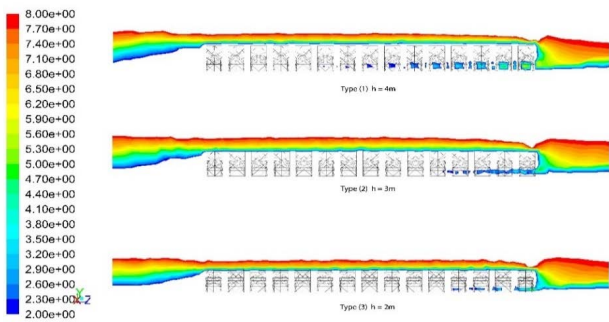 8.00e+00
7.70e+00
7.40e+00
7.10e+00
6.80e+00
6.50e+00
6.20e+00
5.90e+00
5.60e+00
5.30e+00
5.00e+00
4.70e+00
4.40e+00
4.10e+00
3.80e+00
3.50e+00
3.20e+00
2.90e+00
2.60e+00
2.30e+00
2.00e+00
Y
X Z
Type (1) h = 4m
Type (2) h = 3m
Type (3) h = 2m